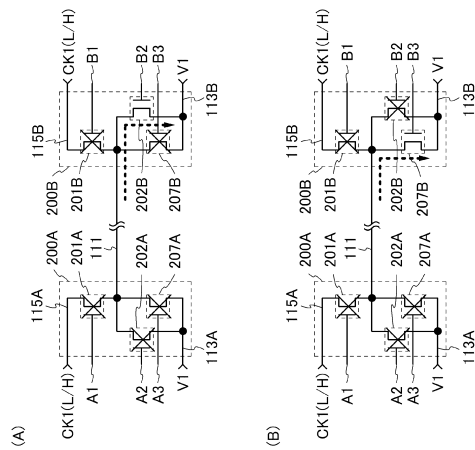 (A)
115A 200A 200B 115B
CK1(L/H) CK1(L/H)
201A 201B
A1 111 B1
202A 202B
A2 B2
A3 B3
207A 207B
V1 V1
113A 113B
(B)
115A 200A 200B 115B
CK1(L/H) CK1(L/H)
201A 201B
A1 111 B1
202A 202B
A2 B2
A3 B3
207A 207B
V1 V1
113A 113B